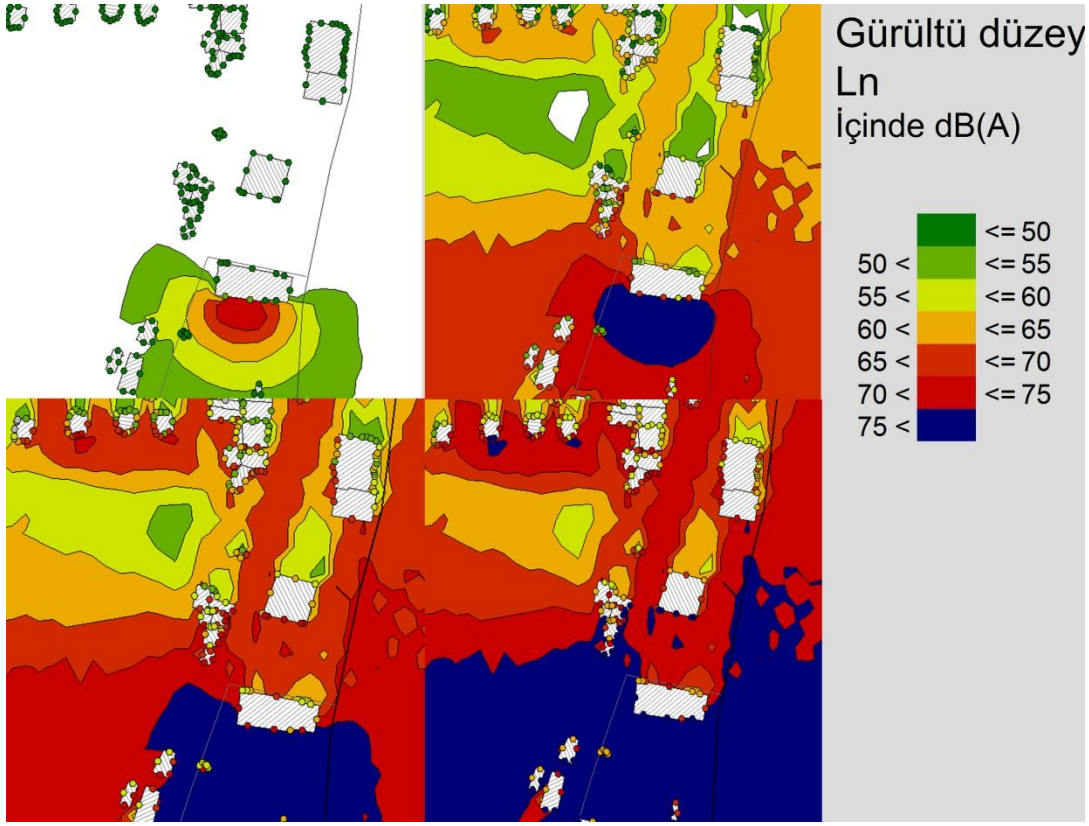 Gürültü düzey
Ln
İçinde dB(A)
<= 50
50 < <= 55
55 < <= 60
60 < <= 65
65 < <= 70
70 < <= 75
75 <